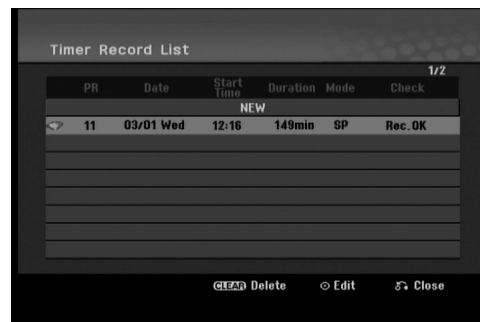 Timer Record List
1/2
PR Date Start Time Duration Mode Check
NEW
11 03/01 Wed 12:16 149min SP Rec. OK
CLEAR Delete Edit Close